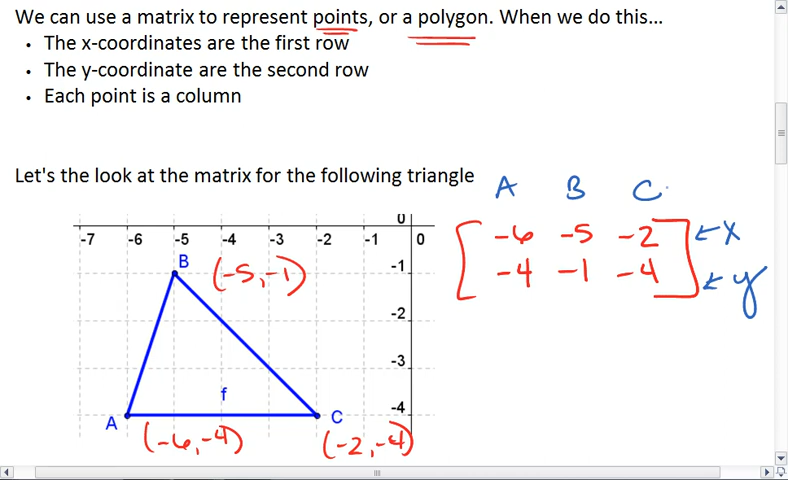 We can use a matrix to represent points, or a polygon. When we do this...
• The x-coordinates are the first row
• The y-coordinate are the second row
• Each point is a column
Let's the look at the matrix for the following triangle
A B C
-6 -5 -2 ← x
-4 -1 -4 ← y
-7 -6 -5 -4 -3 -2 -1 0 0
B (-5, -1) -1
-2
-3
f
-4
A (-6, -4) C (-2, -4)